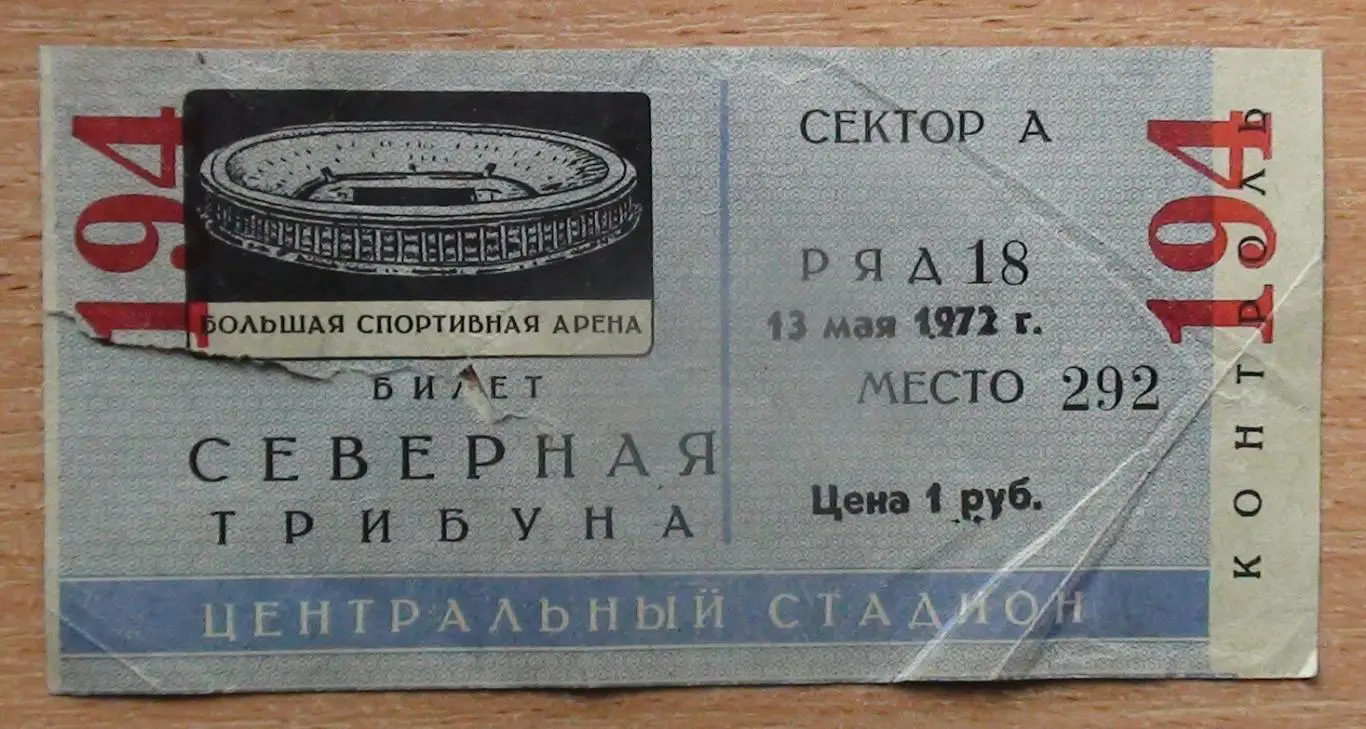 194
БОЛЬШАЯ СПОРТИВНАЯ АРЕНА
БИЛЕТ
СЕВЕРНАЯ
ТРИБУНА
СЕКТОР А
РЯД 18
13 мая 1972 г.
МЕСТО 292
Цена 1 руб.
ЦЕНТРАЛЬНЫЙ СТАДИОН
194
КОНТРОЛЬ